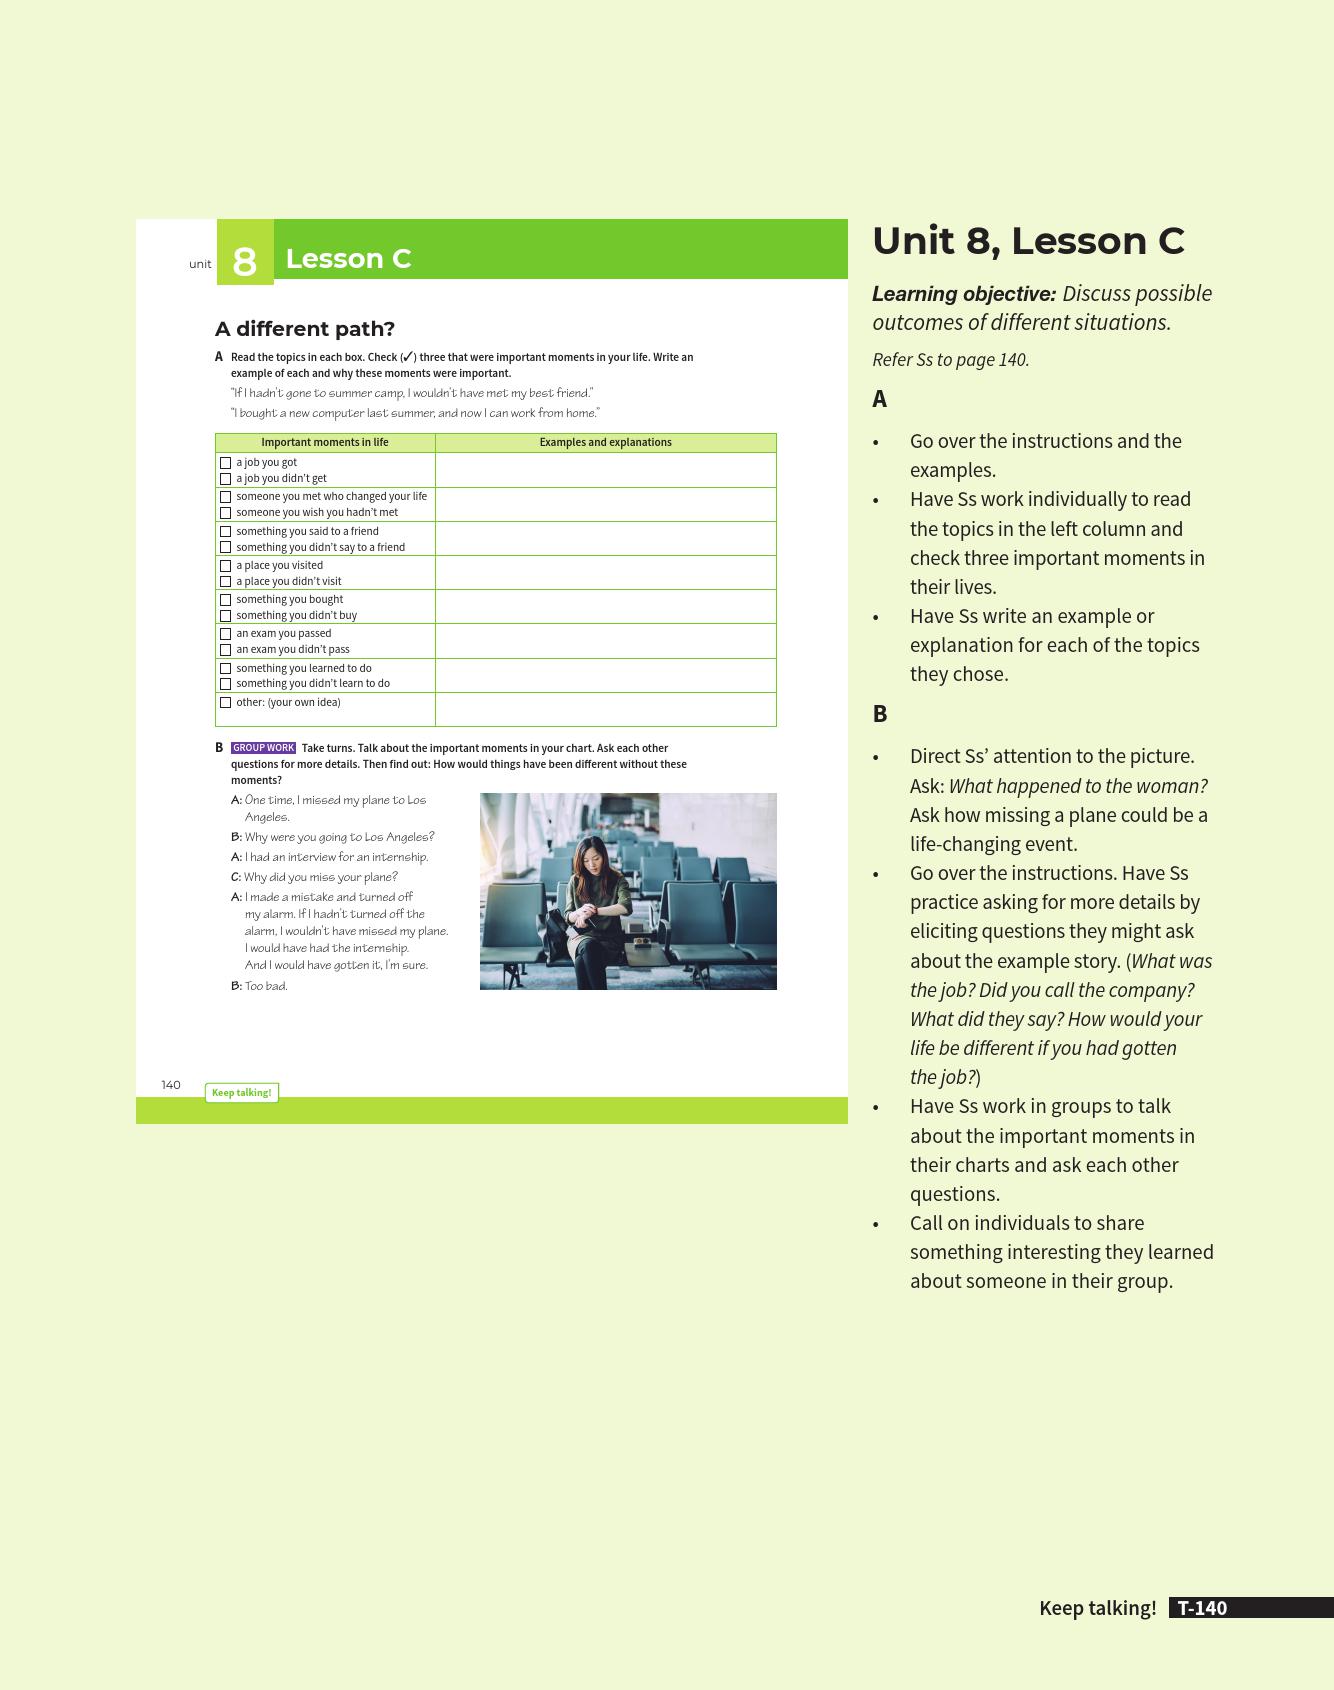 unit 8 Lesson C
A different path?
A Read the topics in each box. Check (✓) three that were important moments in your life. Write an
example of each and why these moments were important.
"If I hadn't gone to summer camp, I wouldn't have met my best friend."
"I bought a new computer last summer, and now I can work from home."
Important moments in life Examples and explanations
a job you got
a job you didn't get
someone you met who changed your life
someone you wish you hadn't met
something you said to a friend
something you didn't say to a friend
a place you visited
a place you didn't visit
something you bought
something you didn't buy
an exam you passed
an exam you didn't pass
something you learned to do
something you didn't learn to do
other: (your own idea)
B GROUP WORK Take turns. Talk about the important moments in your chart. Ask each other
questions for more details. Then find out: How would things have been different without these
moments?
A: One time, I missed my plane to Los
Angeles.
B: Why were you going to Los Angeles?
A: I had an interview for an internship.
C: Why did you miss your plane?
A: I made a mistake and turned off
my alarm. If I hadn't turned off the
alarm, I wouldn't have missed my plane.
I would have had the internship.
And I would have gotten it, I'm sure.
B: Too bad.
140 Keep talking!
Unit 8, Lesson C
Learning objective: Discuss possible
outcomes of different situations.
Refer Ss to page 140.
A
• Go over the instructions and the
examples.
• Have Ss work individually to read
the topics in the left column and
check three important moments in
their lives.
• Have Ss write an example or
explanation for each of the topics
they chose.
B
• Direct Ss' attention to the picture.
Ask: What happened to the woman?
Ask how missing a plane could be a
life-changing event.
• Go over the instructions. Have Ss
practice asking for more details by
eliciting questions they might ask
about the example story. (What was
the job? Did you call the company?
What did they say? How would your
life be different if you had gotten
the job?)
• Have Ss work in groups to talk
about the important moments in
their charts and ask each other
questions.
• Call on individuals to share
something interesting they learned
about someone in their group.
Keep talking! T-140